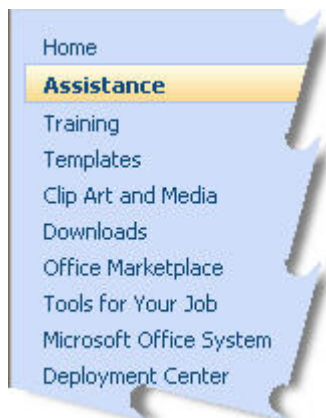 Home
Assistance
Training
Templates
Clip Art and Media
Downloads
Office Marketplace
Tools for Your Job
Microsoft Office System
Deployment Center